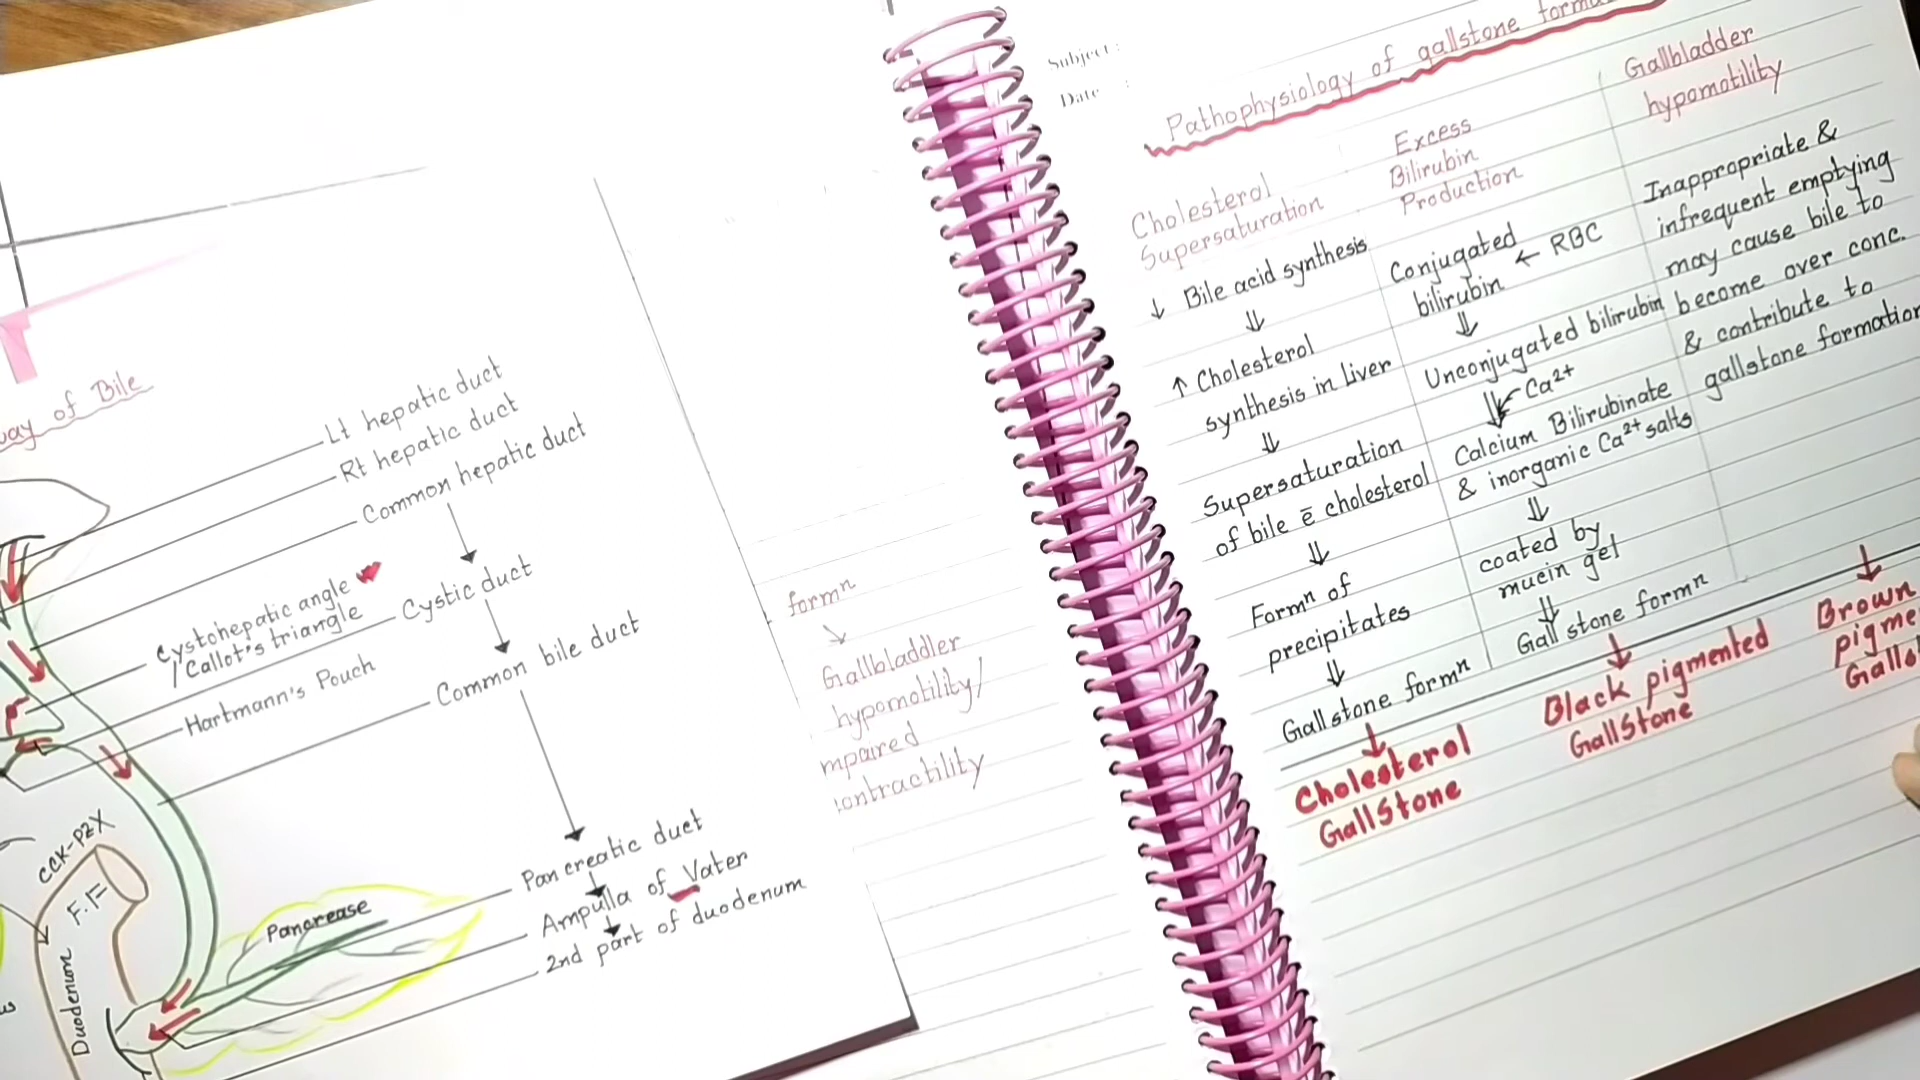 way of Bile
Lt hepatic duct
Rt hepatic duct
Common hepatic duct
Cystohepatic angle
/Callot's triangle
Cystic duct
Hartmann's Pouch
Common bile duct
CCK-PZX
F.F
Duodenum
Pancrease
Pancreatic duct
Ampulla of Vater
2nd part of duodenum
formⁿ
Gallbladdler
hypomotility/
mpaired
contractility
Subject:
Date :
Pathophysiology of gallstone forma
Cholesterol
Supersaturation
↓ Bile acid synthesis
⇓
↑ Cholesterol
synthesis in liver
⇓
Supersaturation
of bile ē cholesterol
⇓
Formⁿ of
precipitates
⇓
Gallstone formⁿ
↓
Cholesterol
GallStone
Excess
Bilirubin
Production
Conjugated ← RBC
bilirubin
⇓
Unconjugated bilirubin
⇓ Ca²⁺
Calcium Bilirubinate
& inorganic Ca²⁺ salts
⇓
coated by
mucin gel
⇓
Gallstone formⁿ
↓
Black pigmented
GallStone
Gallbladder
hypomotility
Inappropriate &
infrequent emptying
may cause bile to
become over conc.
& contribute to
gallstone formation
↓
Brown
pigme
Gallst